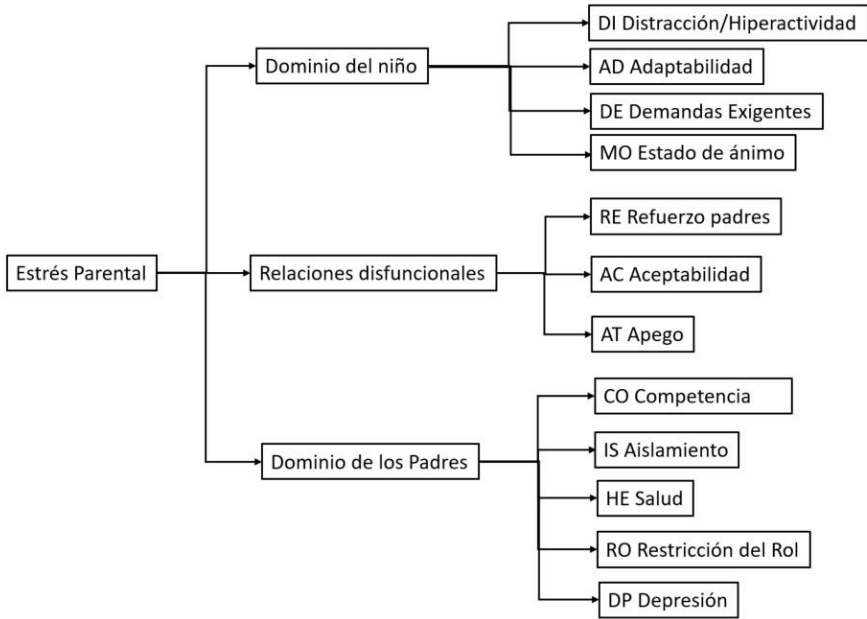 DI Distracción/Hiperactividad
Dominio del niño
AD Adaptabilidad
DE Demandas Exigentes
MO Estado de ánimo
RE Refuerzo padres
Estrés Parental
Relaciones disfuncionales
AC Aceptabilidad
AT Apego
CO Competencia
IS Aislamiento
Dominio de los Padres
HE Salud
RO Restricción del Rol
DP Depresión